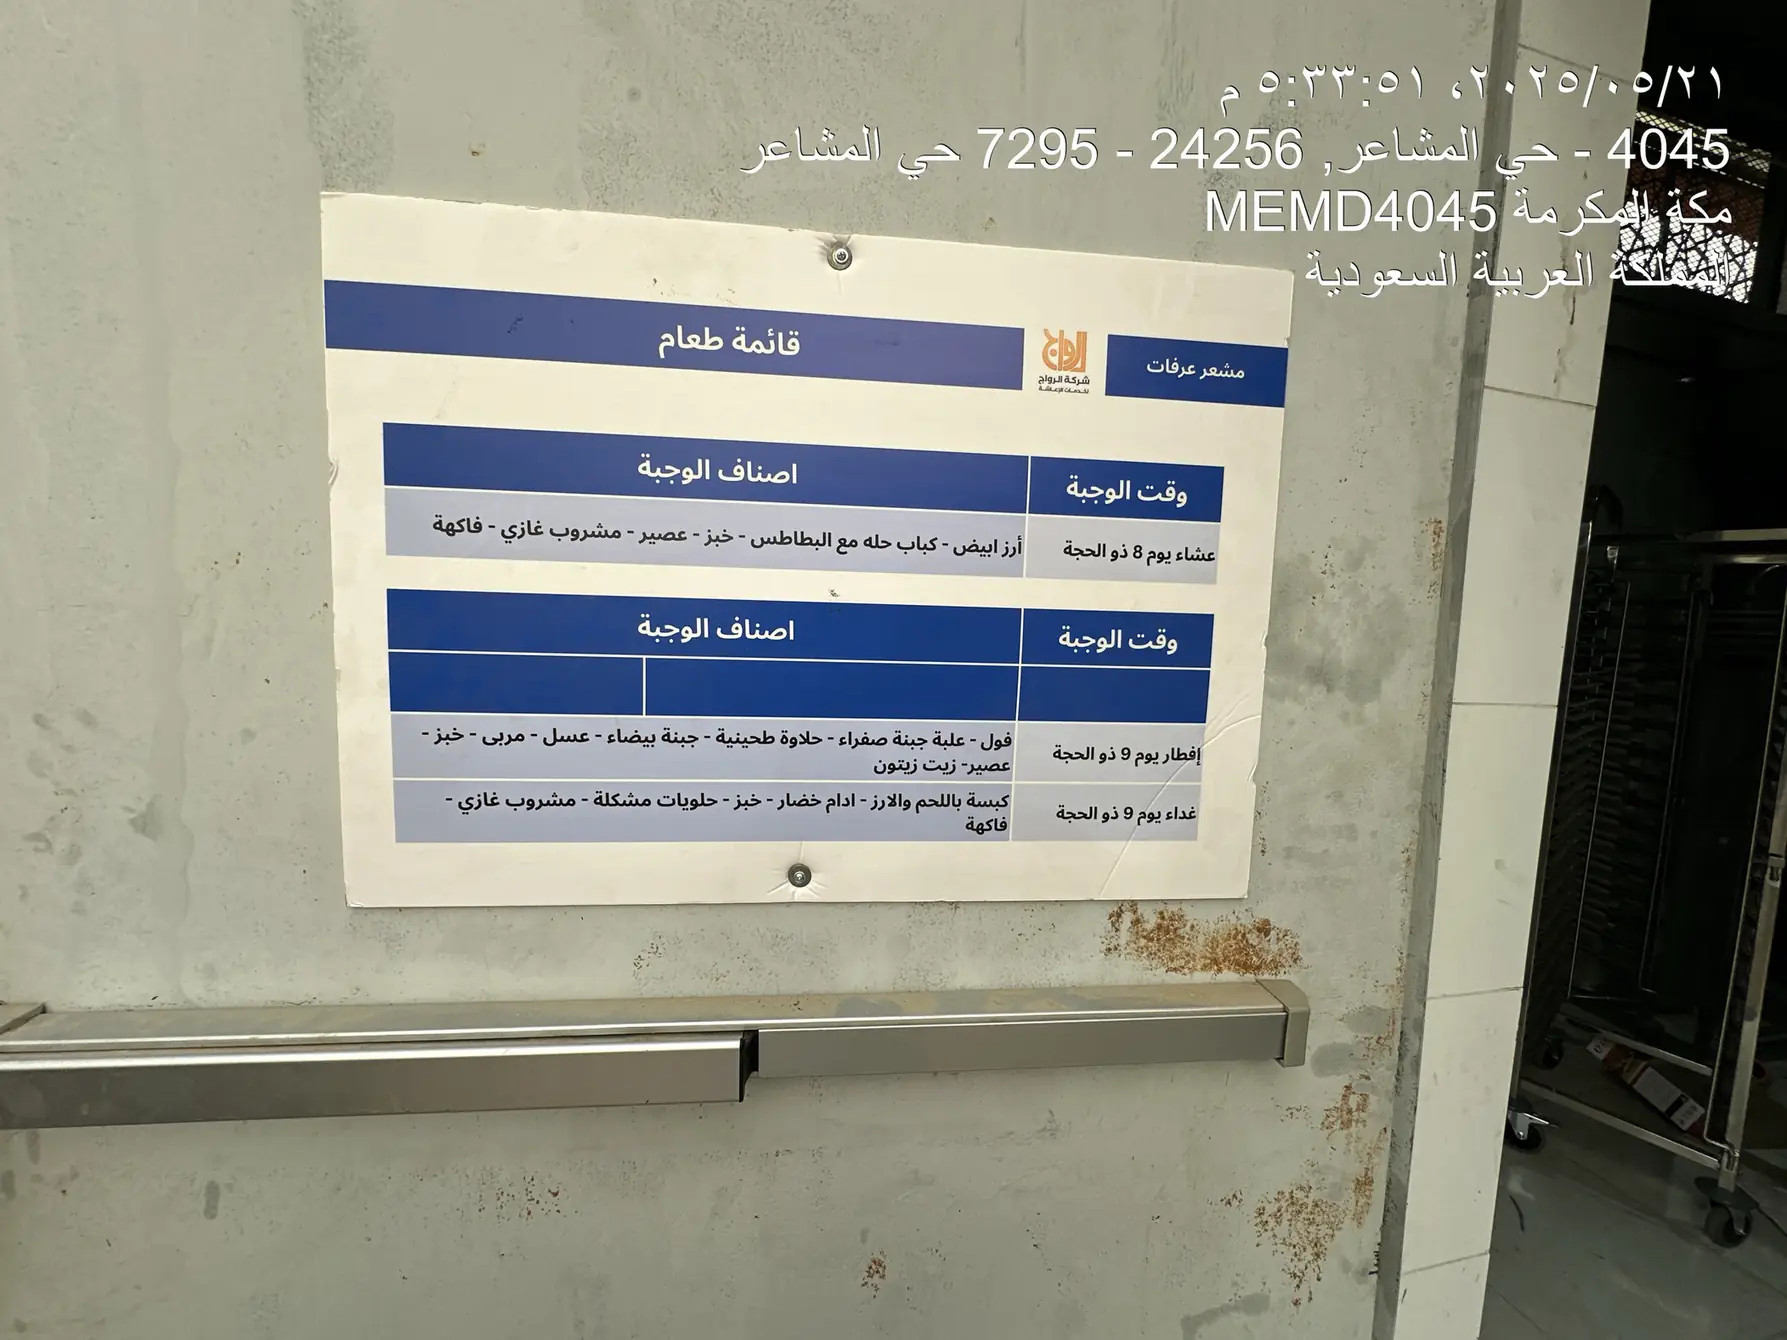 ٢٠٢٥/٠٥/٢١، ٥:٣٣:٥١ م
4045 - حي المشاعر, 24256 - 7295 حي المشاعر
مكة المكرمة MEMD4045
المملكة العربية السعودية
مشعر عرفات
الرواج
شركة الرواج
لخدمات الإعاشة
قائمة طعام
وقت الوجبة
اصناف الوجبة
عشاء يوم 8 ذو الحجة
أرز ابيض - كباب حله مع البطاطس - خبز - عصير - مشروب غازي - فاكهة
وقت الوجبة
اصناف الوجبة
إفطار يوم 9 ذو الحجة
فول - علبة جبنة صفراء - حلاوة طحينية - جبنة بيضاء - عسل - مربى - خبز -
عصير- زيت زيتون
غداء يوم 9 ذو الحجة
كبسة باللحم والارز - ادام خضار - خبز - حلويات مشكلة - مشروب غازي -
فاكهة